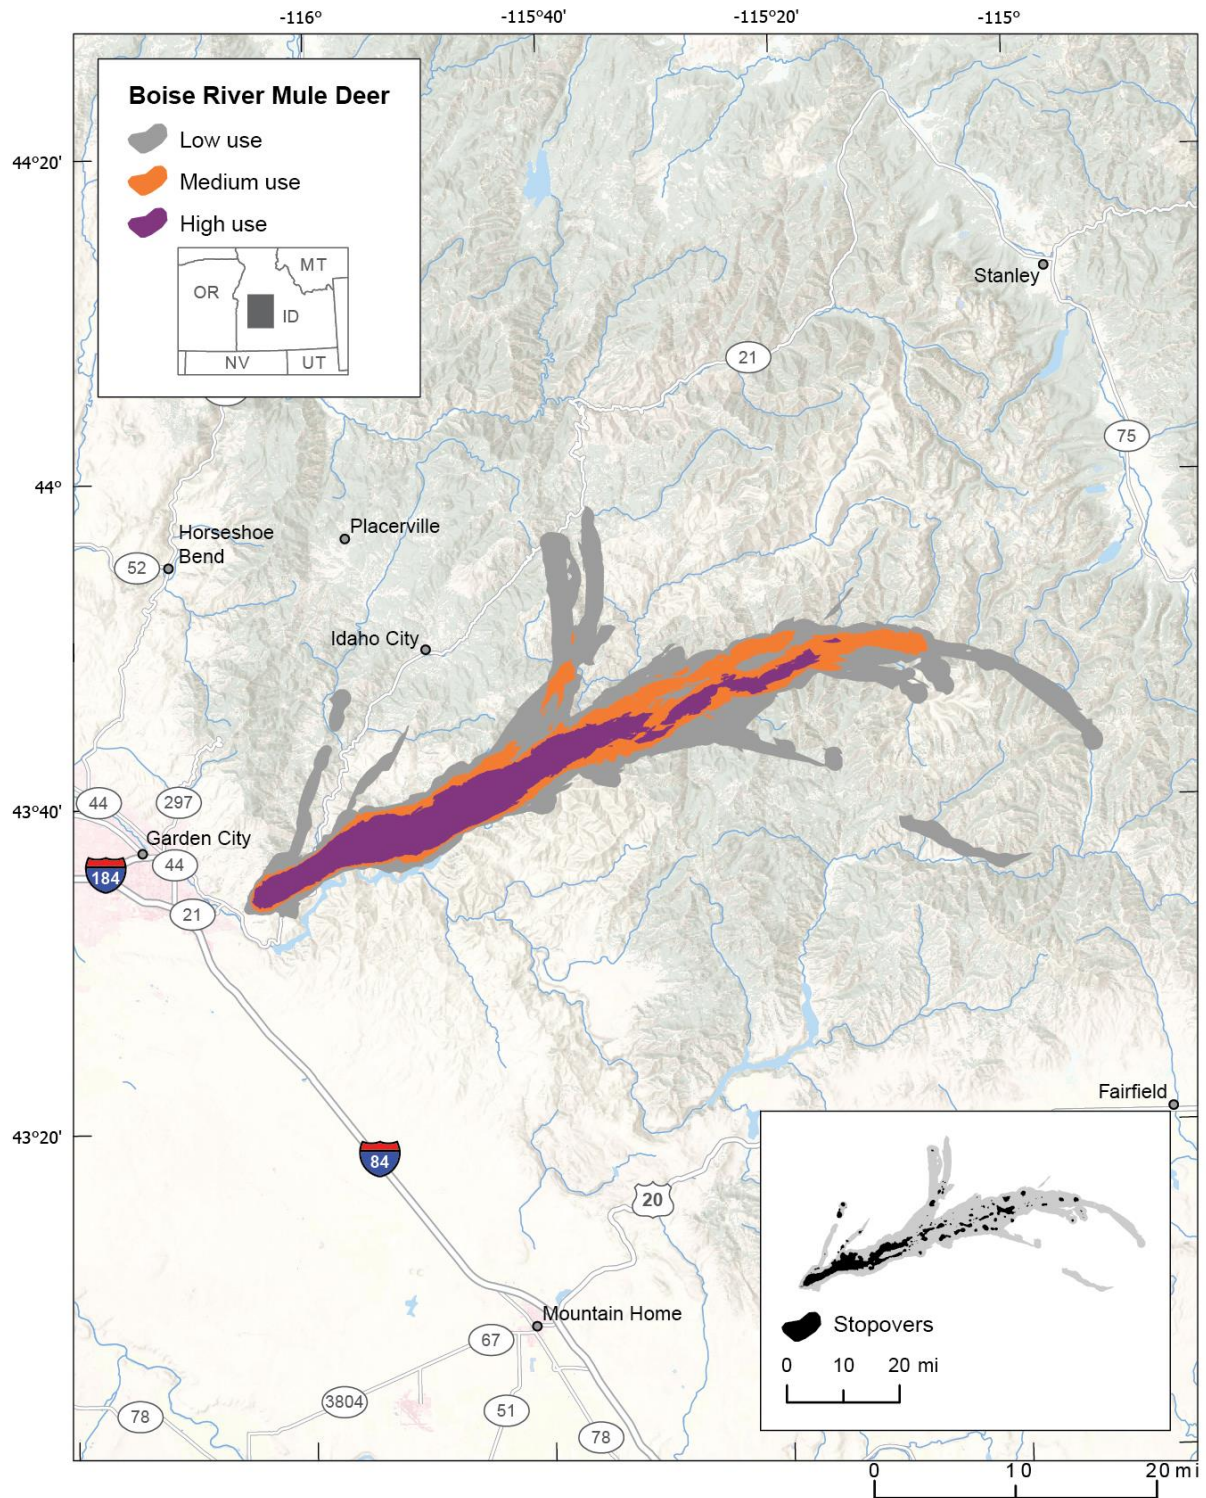 -116°
-115°40'
-115°20'
-115°
Boise River Mule Deer
Low use
Medium use
High use
MT
OR
ID
NV
UT
44°20'
Stanley
21
75
44°
Placerville
Horseshoe
Bend
52
Idaho City
43°40'
44
297
Garden City
44
184
21
Fairfield
43°20'
84
20
Mountain Home
67
3804
51
78
78
Stopovers
0 10 20 mi
0 10 20 mi